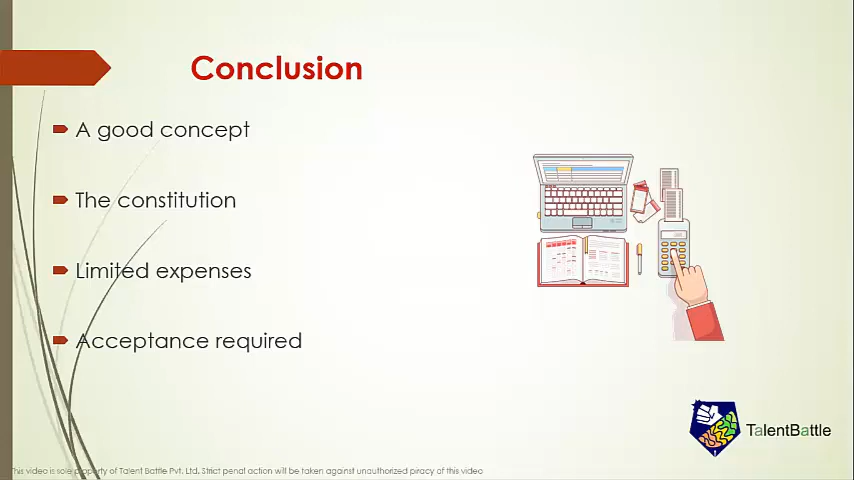 Conclusion
A good concept
The constitution
Limited expenses
Acceptance required
TalentBattle
This video is sole property of Talent Battle Pvt. Ltd. Strict penal action will be taken against unauthorized piracy of this video